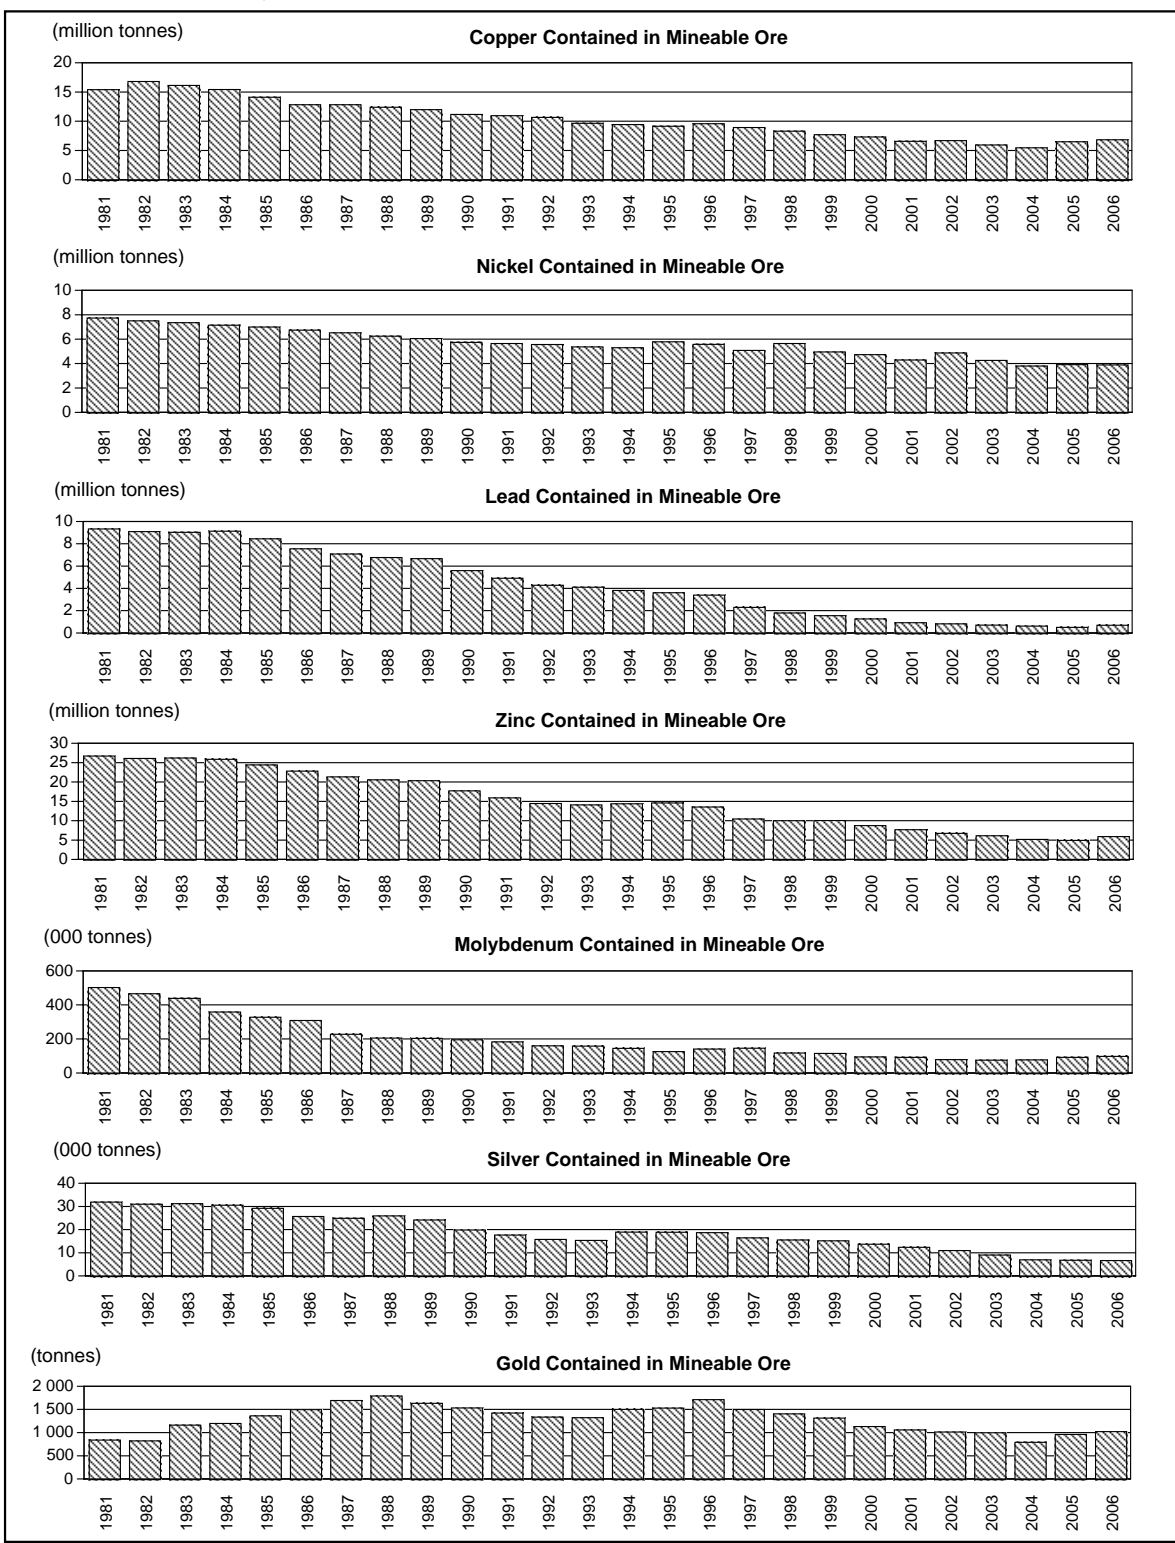 (million tonnes)
Copper Contained in Mineable Ore
20
15
10
5
0
1981 1982 1983 1984 1985 1986 1987 1988 1989 1990 1991 1992 1993 1994 1995 1996 1997 1998 1999 2000 2001 2002 2003 2004 2005 2006
(million tonnes)
Nickel Contained in Mineable Ore
10
8
6
4
2
0
1981 1982 1983 1984 1985 1986 1987 1988 1989 1990 1991 1992 1993 1994 1995 1996 1997 1998 1999 2000 2001 2002 2003 2004 2005 2006
(million tonnes)
Lead Contained in Mineable Ore
10
8
6
4
2
0
1981 1982 1983 1984 1985 1986 1987 1988 1989 1990 1991 1992 1993 1994 1995 1996 1997 1998 1999 2000 2001 2002 2003 2004 2005 2006
(million tonnes)
Zinc Contained in Mineable Ore
30
25
20
15
10
5
0
1981 1982 1983 1984 1985 1986 1987 1988 1989 1990 1991 1992 1993 1994 1995 1996 1997 1998 1999 2000 2001 2002 2003 2004 2005 2006
(000 tonnes)
Molybdenum Contained in Mineable Ore
600
400
200
0
1981 1982 1983 1984 1985 1986 1987 1988 1989 1990 1991 1992 1993 1994 1995 1996 1997 1998 1999 2000 2001 2002 2003 2004 2005 2006
(000 tonnes)
Silver Contained in Mineable Ore
40
30
20
10
0
1981 1982 1983 1984 1985 1986 1987 1988 1989 1990 1991 1992 1993 1994 1995 1996 1997 1998 1999 2000 2001 2002 2003 2004 2005 2006
(tonnes)
Gold Contained in Mineable Ore
2 000
1 500
1 000
500
0
1981 1982 1983 1984 1985 1986 1987 1988 1989 1990 1991 1992 1993 1994 1995 1996 1997 1998 1999 2000 2001 2002 2003 2004 2005 2006